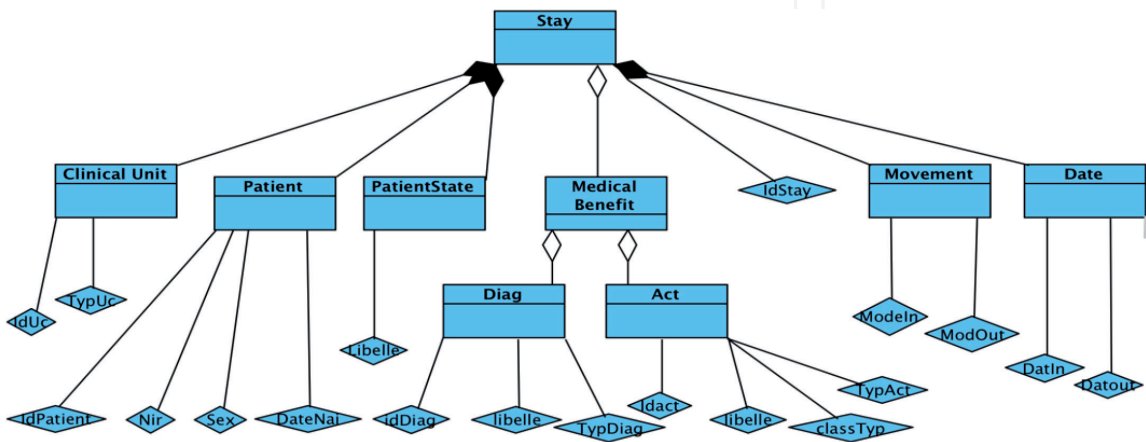 Stay
Clinical Unit
Patient
PatientState
Medical
Benefit
IdStay
Movement
Date
IdUc
TypUc
Diag
Act
Libelle
ModeIn
ModOut
DatIn
Datout
IdPatient
Nir
Sex
DateNai
idDiag
libelle
TypDiag
Idact
libelle
classTyp
TypAct